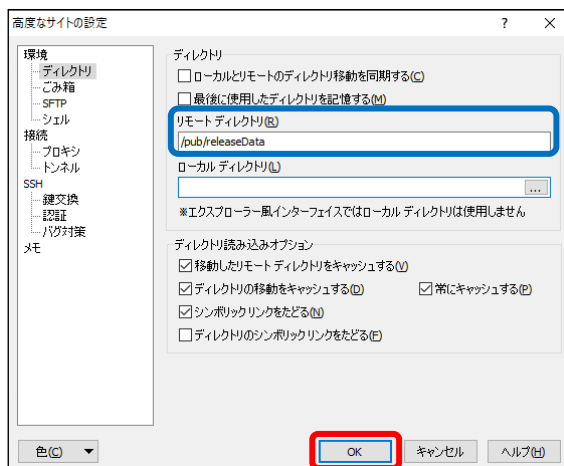 高度なサイトの設定
? ×
環境
ディレクトリ
ごみ箱
SFTP
シェル
接続
プロキシ
トンネル
SSH
鍵交換
認証
バグ対策
メモ
ディレクトリ
ローカルとリモートのディレクトリ移動を同期する(C)
最後に使用したディレクトリを記憶する(M)
リモート ディレクトリ(R)
/pub/releaseData
ローカル ディレクトリ(L)
...
※エクスプローラー風インターフェイスではローカル ディレクトリは使用しません
ディレクトリ読み込みオプション
移動したリモート ディレクトリをキャッシュする(V)
ディレクトリの移動をキャッシュする(D) 常にキャッシュする(P)
シンボリックリンクをたどる(N)
ディレクトリのシンボリックリンクをたどる(F)
色(C) OK キャンセル ヘルプ(H)